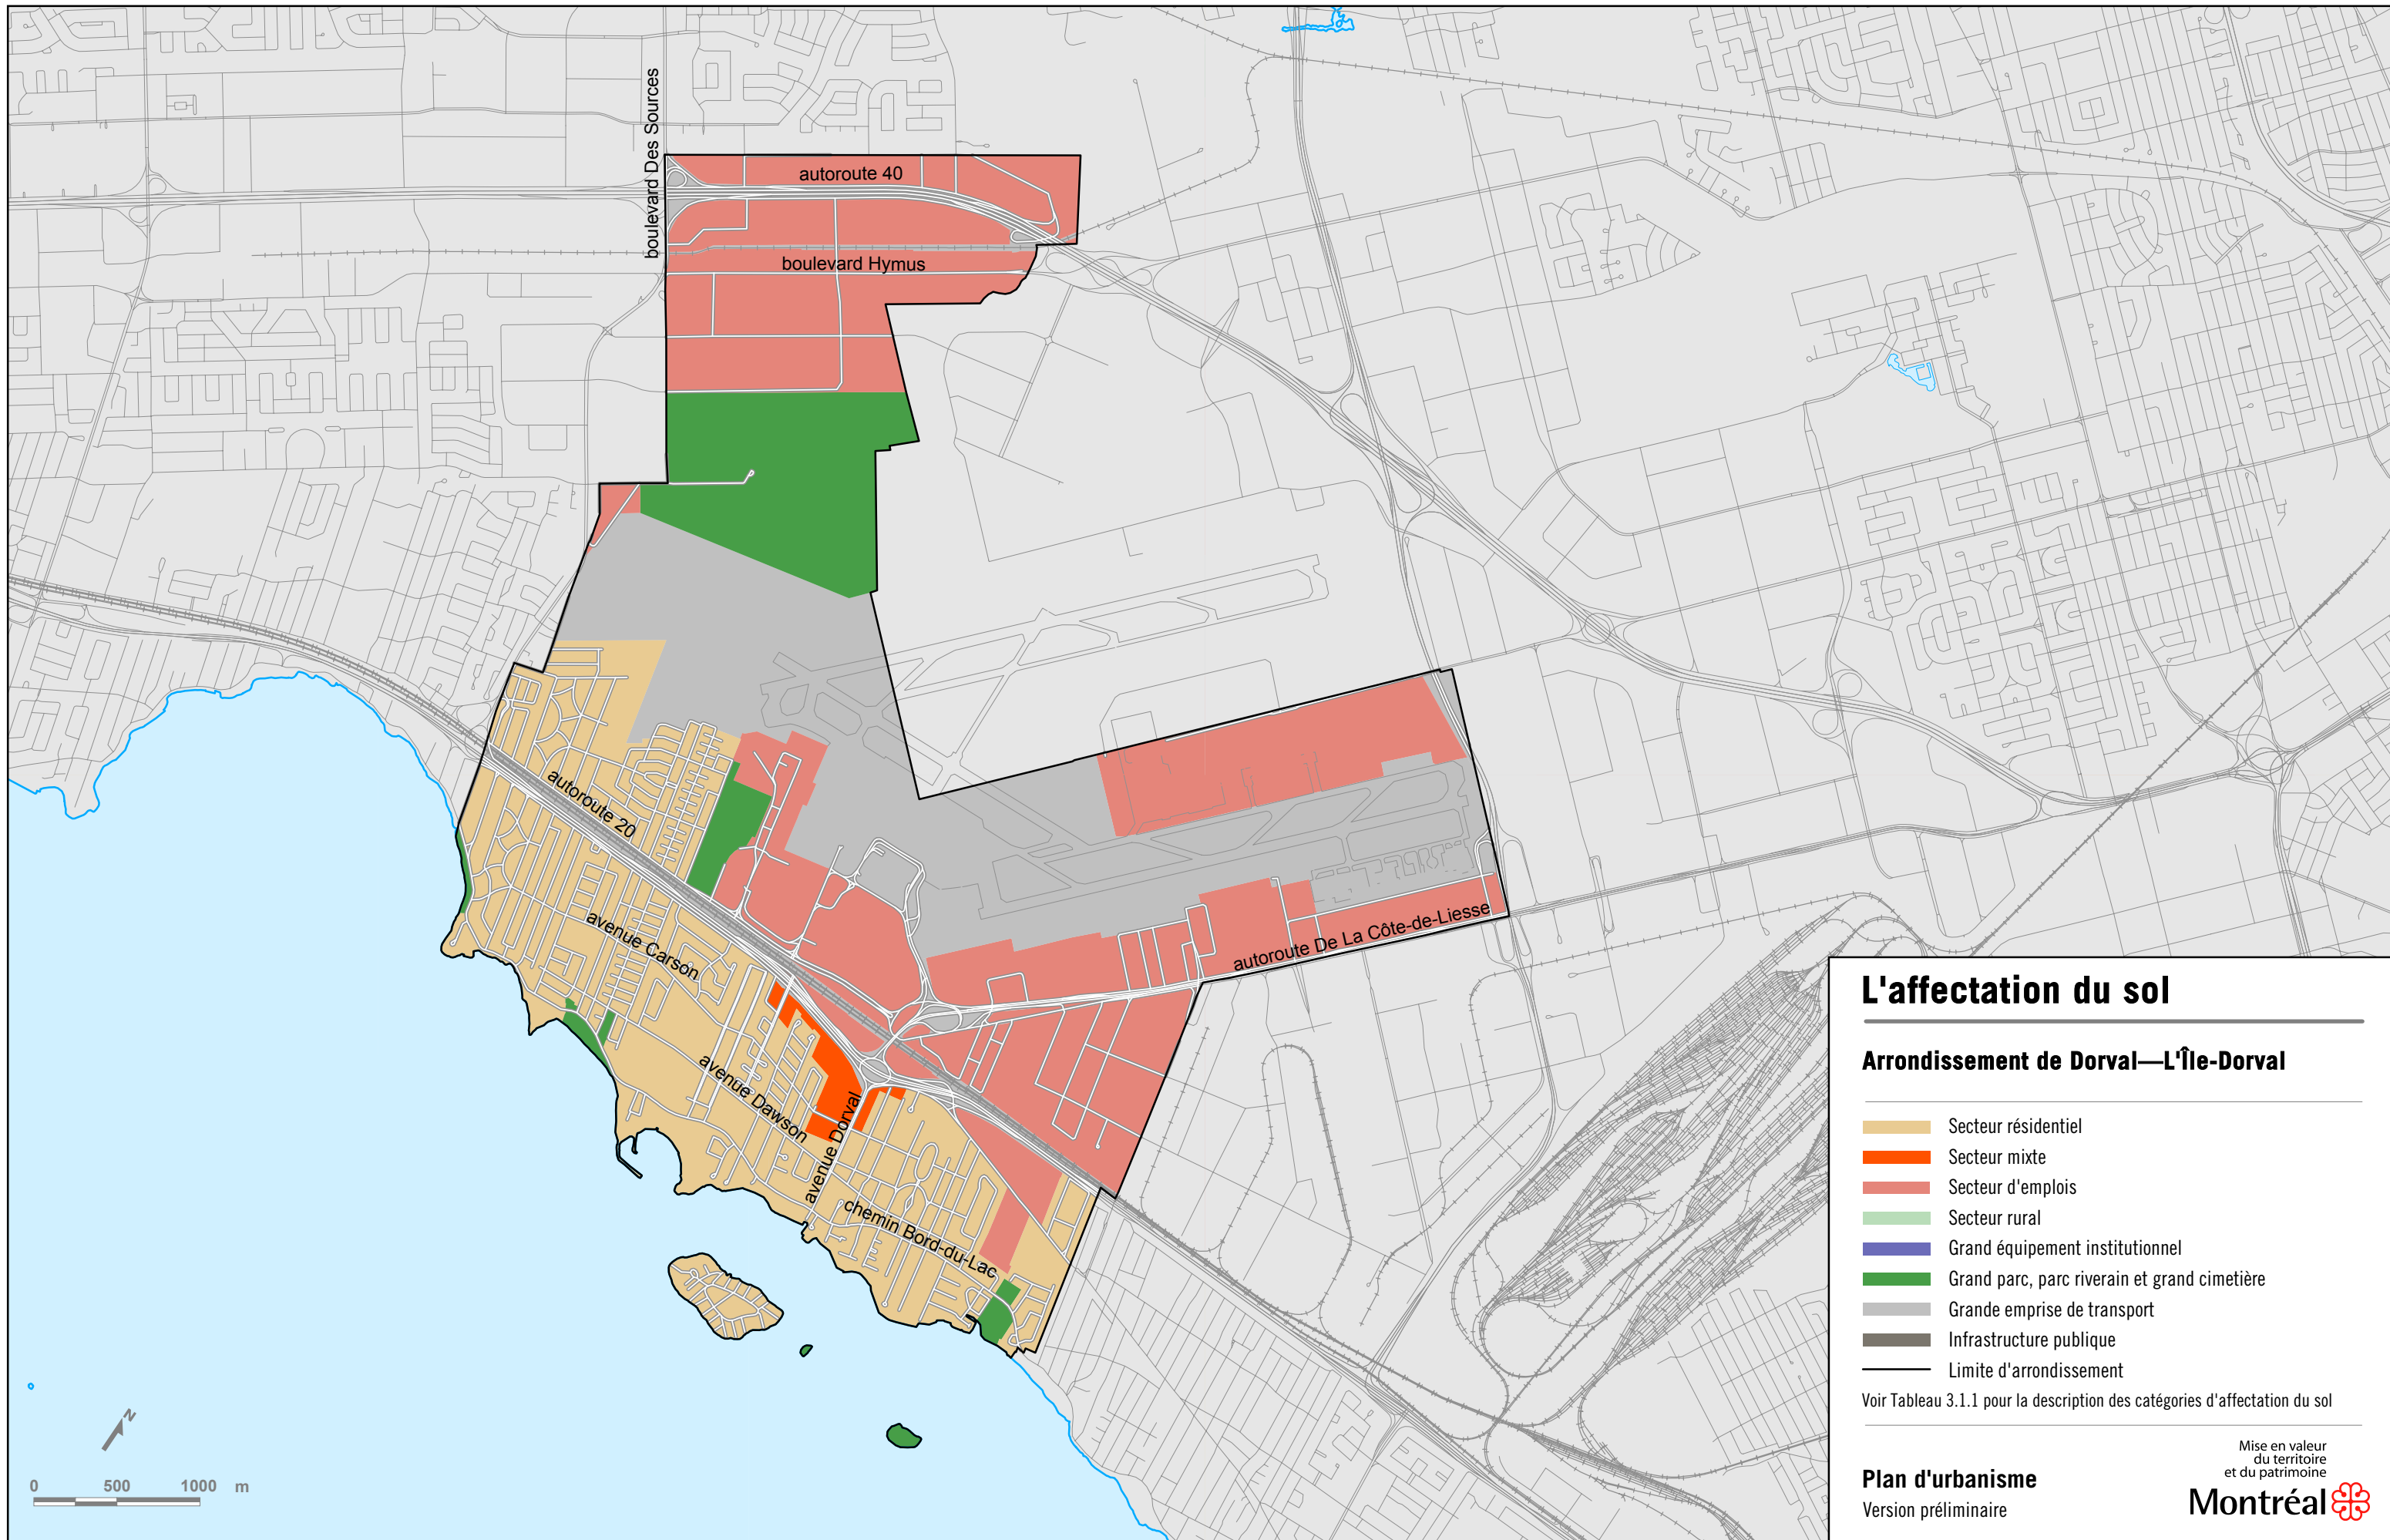 boulevard Des Sources
autoroute 40
boulevard Hymus
autoroute 20
avenue Carson
autoroute De La Côte-de-Liesse
avenue Dawson
avenue Dorval
chemin Bord-du-Lac
N
0 500 1000 m
L'affectation du sol
Arrondissement de Dorval—L'Île-Dorval
Secteur résidentiel
Secteur mixte
Secteur d'emplois
Secteur rural
Grand équipement institutionnel
Grand parc, parc riverain et grand cimetière
Grande emprise de transport
Infrastructure publique
Limite d'arrondissement
Voir Tableau 3.1.1 pour la description des catégories d'affectation du sol
Plan d'urbanisme
Version préliminaire
Mise en valeur
du territoire
et du patrimoine
Montréal